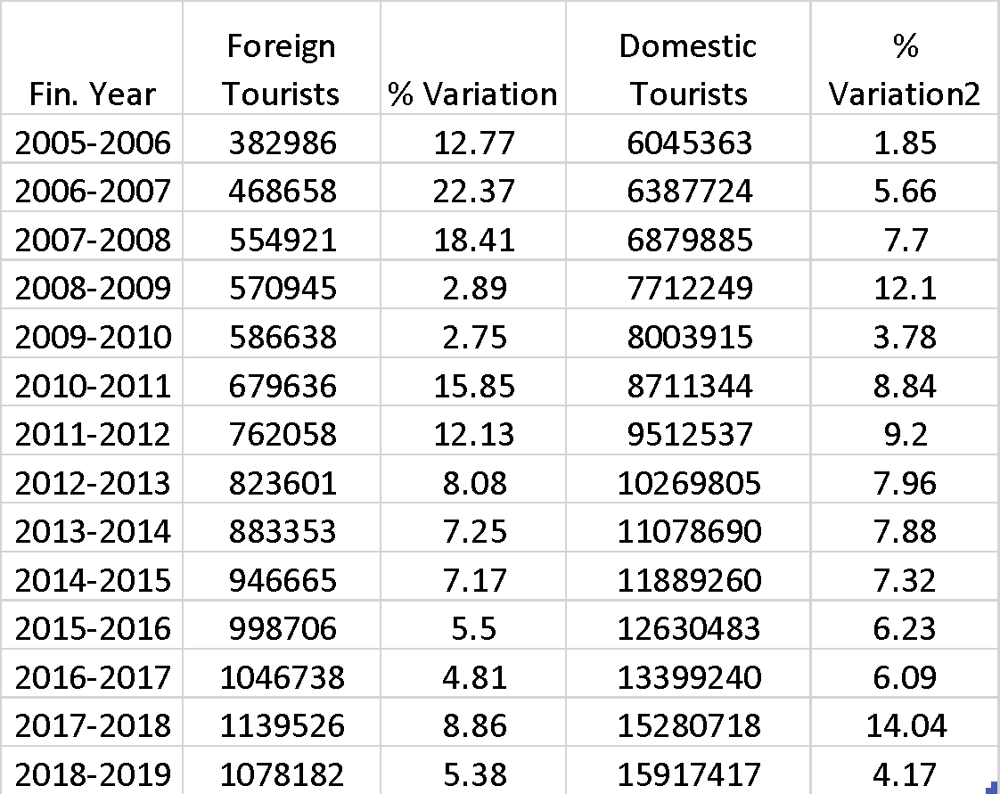 Fin. Year Foreign Tourists % Variation Domestic Tourists % Variation2
2005-2006 382986 12.77 6045363 1.85
2006-2007 468658 22.37 6387724 5.66
2007-2008 554921 18.41 6879885 7.7
2008-2009 570945 2.89 7712249 12.1
2009-2010 586638 2.75 8003915 3.78
2010-2011 679636 15.85 8711344 8.84
2011-2012 762058 12.13 9512537 9.2
2012-2013 823601 8.08 10269805 7.96
2013-2014 883353 7.25 11078690 7.88
2014-2015 946665 7.17 11889260 7.32
2015-2016 998706 5.5 12630483 6.23
2016-2017 1046738 4.81 13399240 6.09
2017-2018 1139526 8.86 15280718 14.04
2018-2019 1078182 5.38 15917417 4.17